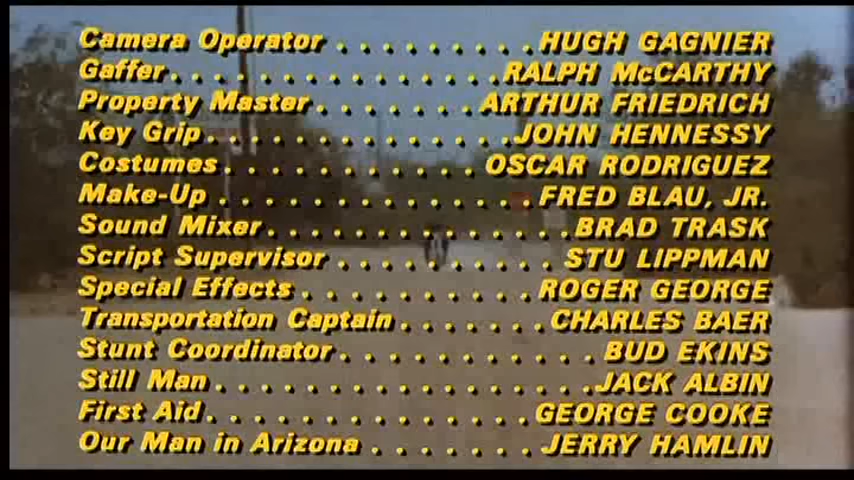 Camera Operator . . . . . . . . HUGH GAGNIER
Gaffer . . . . . . . . . . . . . RALPH McCARTHY
Property Master . . . . . . . ARTHUR FRIEDRICH
Key Grip . . . . . . . . . . . . JOHN HENNESSY
Costumes . . . . . . . . . . . OSCAR RODRIGUEZ
Make-Up . . . . . . . . . . . . . FRED BLAU, JR.
Sound Mixer . . . . . . . . . . . . BRAD TRASK
Script Supervisor . . . . . . . . . STU LIPPMAN
Special Effects . . . . . . . . . ROGER GEORGE
Transportation Captain . . . . . . CHARLES BAER
Stunt Coordinator . . . . . . . . . . BUD EKINS
Still Man . . . . . . . . . . . . . . . JACK ALBIN
First Aid . . . . . . . . . . . . . GEORGE COOKE
Our Man in Arizona . . . . . . . JERRY HAMLIN